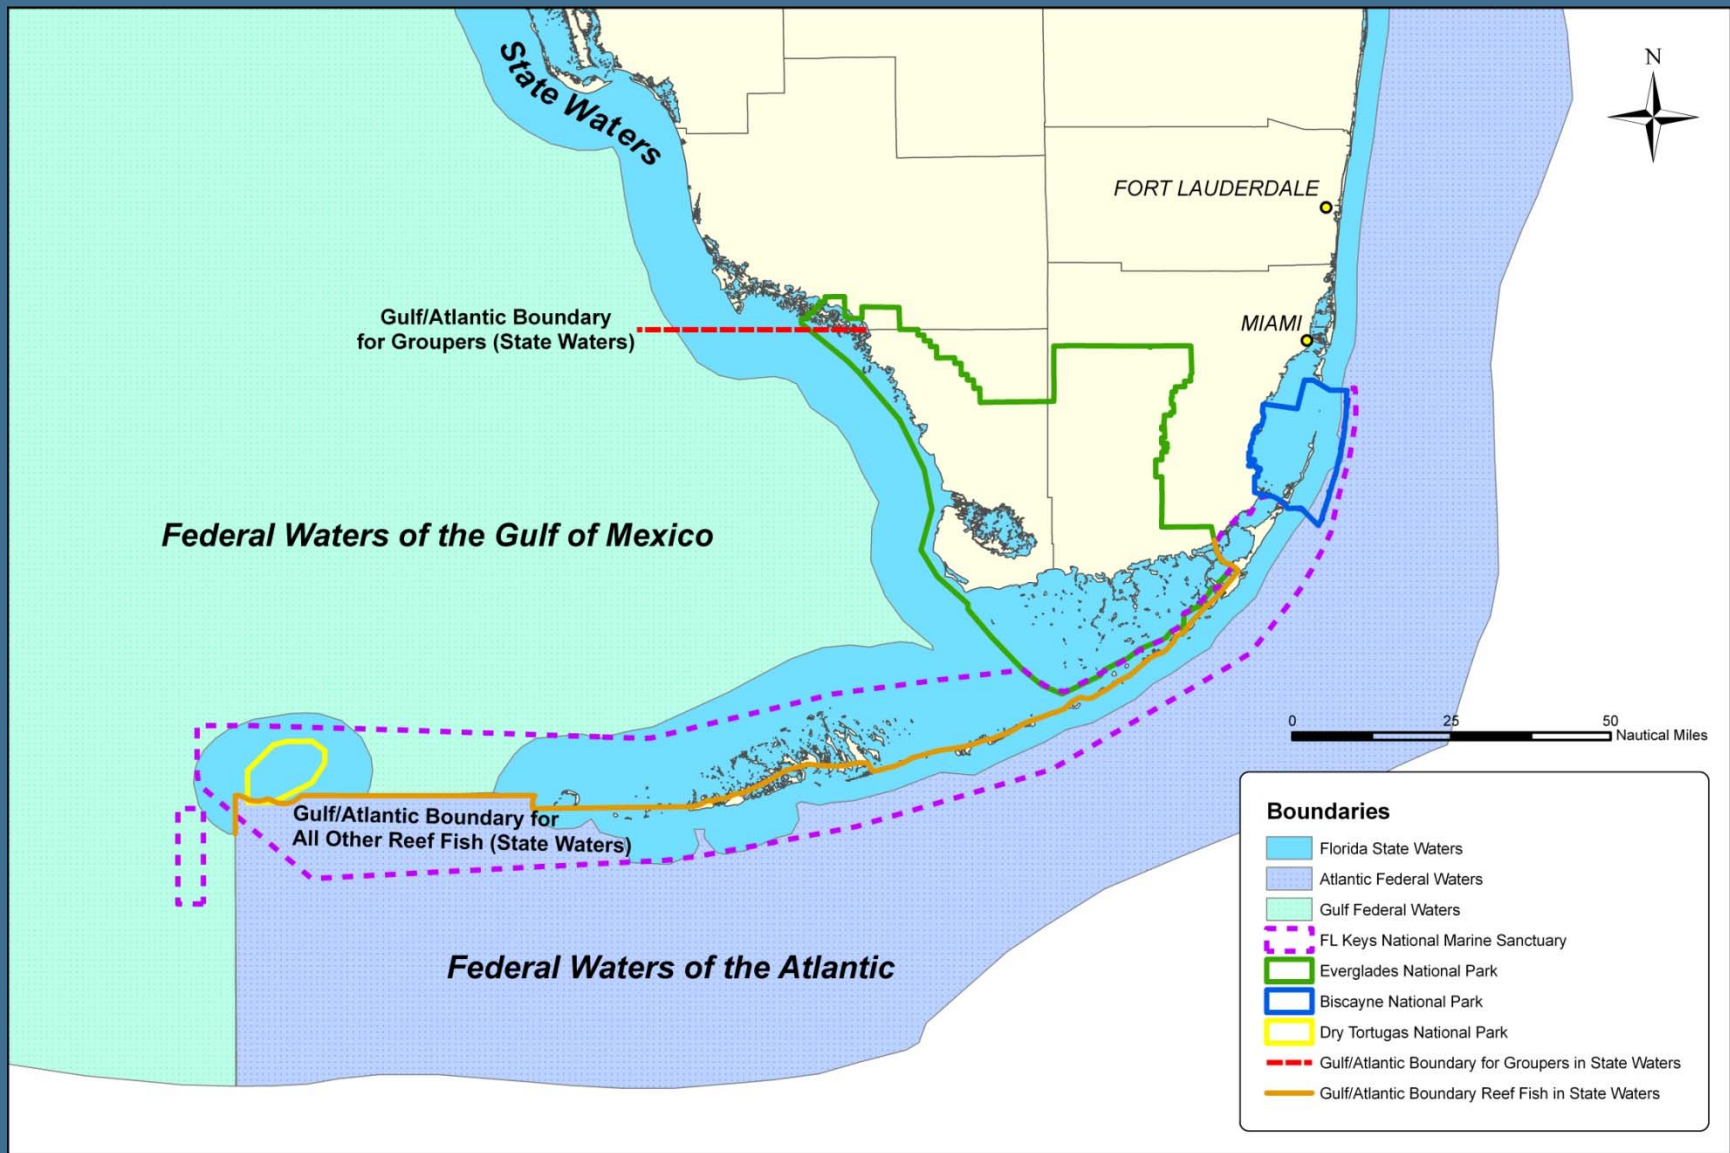 State Waters
N
FORT LAUDERDALE
Gulf/Atlantic Boundary
for Groupers (State Waters)
MIAMI
Federal Waters of the Gulf of Mexico
0 25 50
Nautical Miles
Gulf/Atlantic Boundary for
All Other Reef Fish (State Waters)
Federal Waters of the Atlantic
Boundaries
Florida State Waters
Atlantic Federal Waters
Gulf Federal Waters
FL Keys National Marine Sanctuary
Everglades National Park
Biscayne National Park
Dry Tortugas National Park
Gulf/Atlantic Boundary for Groupers in State Waters
Gulf/Atlantic Boundary Reef Fish in State Waters